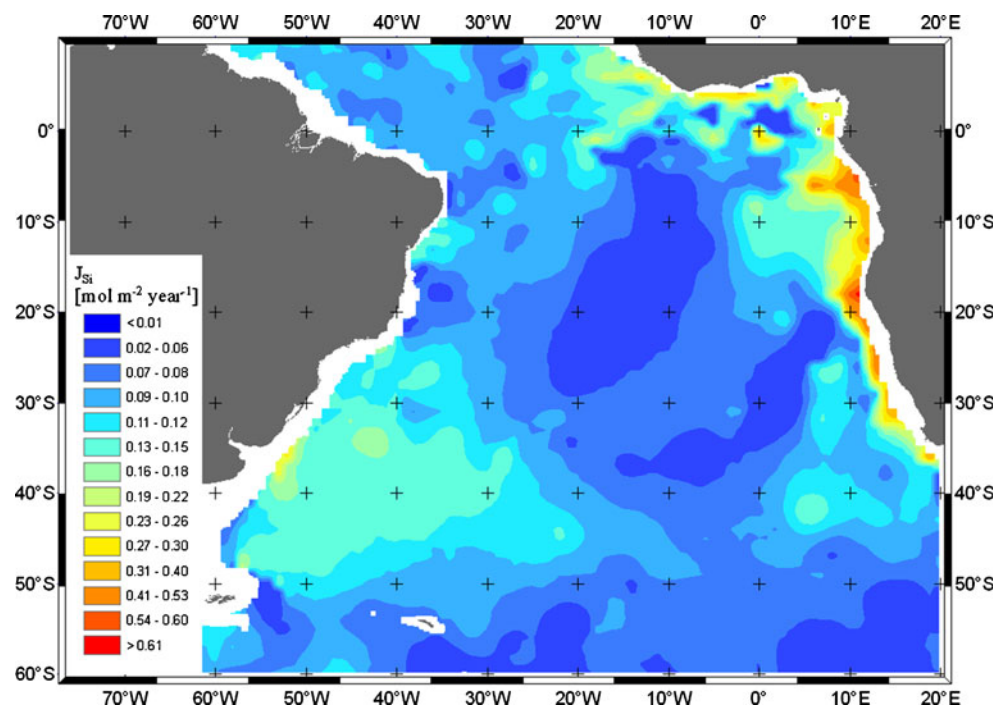 70°W 60°W 50°W 40°W 30°W 20°W 10°W 0° 10°E 20°E
0° 0°
10°S 10°S
20°S 20°S
30°S 30°S
40°S 40°S
50°S 50°S
60°S 60°S
J_Si
[mol m⁻² year⁻¹]
<0.01
0.02 - 0.06
0.07 - 0.08
0.09 - 0.10
0.11 - 0.12
0.13 - 0.15
0.16 - 0.18
0.19 - 0.22
0.23 - 0.26
0.27 - 0.30
0.31 - 0.40
0.41 - 0.53
0.54 - 0.60
>0.61
70°W 60°W 50°W 40°W 30°W 20°W 10°W 0° 10°E 20°E